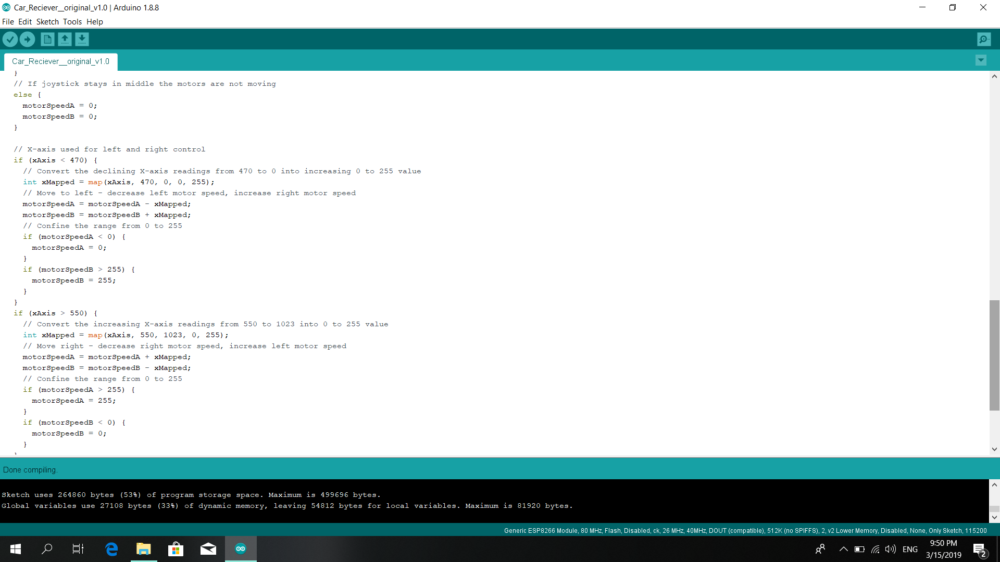 Car_Reciever__original_v1.0 | Arduino 1.8.8
File Edit Sketch Tools Help
Car_Reciever__original_v1.0
}
// If joystick stays in middle the motors are not moving
else {
motorSpeedA = 0;
motorSpeedB = 0;
}
// X-axis used for left and right control
if (xAxis < 470) {
// Convert the declining X-axis readings from 470 to 0 into increasing 0 to 255 value
int xMapped = map(xAxis, 470, 0, 0, 255);
// Move to left - decrease left motor speed, increase right motor speed
motorSpeedA = motorSpeedA - xMapped;
motorSpeedB = motorSpeedB + xMapped;
// Confine the range from 0 to 255
if (motorSpeedA < 0) {
motorSpeedA = 0;
}
if (motorSpeedB > 255) {
motorSpeedB = 255;
}
}
if (xAxis > 550) {
// Convert the increasing X-axis readings from 550 to 1023 into 0 to 255 value
int xMapped = map(xAxis, 550, 1023, 0, 255);
// Move right - decrease right motor speed, increase left motor speed
motorSpeedA = motorSpeedA + xMapped;
motorSpeedB = motorSpeedB - xMapped;
// Confine the range from 0 to 255
if (motorSpeedA > 255) {
motorSpeedA = 255;
}
if (motorSpeedB < 0) {
motorSpeedB = 0;
}
Done compiling.
Sketch uses 264860 bytes (53%) of program storage space. Maximum is 499696 bytes.
Global variables use 27108 bytes (33%) of dynamic memory, leaving 54812 bytes for local variables. Maximum is 81920 bytes.
Generic ESP8266 Module, 80 MHz, Flash, Disabled, ck, 26 MHz, 40MHz, DOUT (compatible), 512K (no SPIFFS), 2, v2 Lower Memory, Disabled, None, Only Sketch, 115200
ENG
9:50 PM
3/15/2019
2